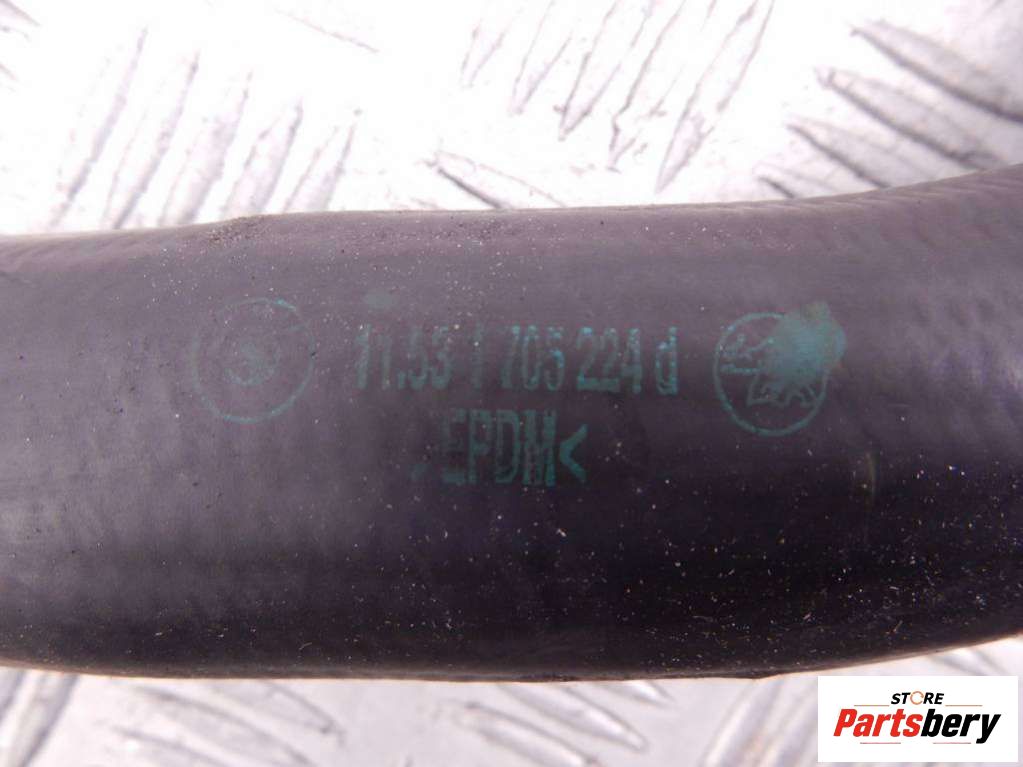 11.53 1 705 224 d
>EPDM<
STORE
Partsbery